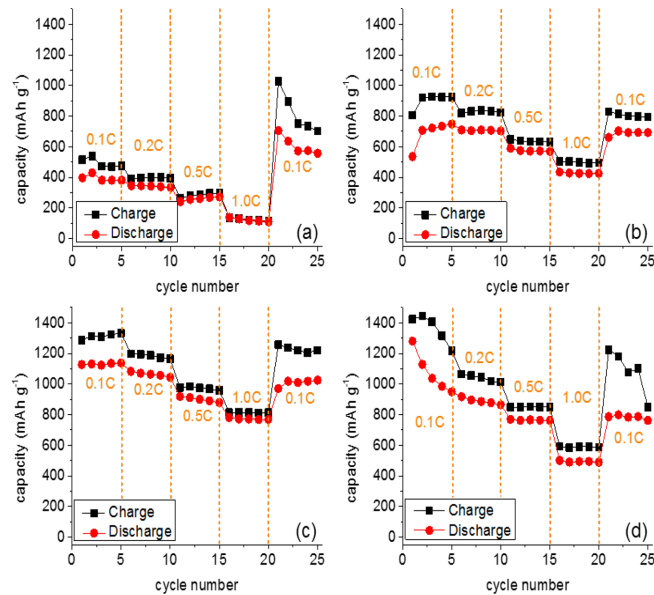 1400
1200
1000
800
600
400
200
0
capacity (mAh g⁻¹)
0.1C
0.2C
0.5C
1.0C
0.1C
Charge
Discharge
(a)
0 5 10 15 20 25
cycle number
1400
1200
1000
800
600
400
200
0
capacity (mAh g⁻¹)
0.1C
0.2C
0.5C
1.0C
0.1C
Charge
Discharge
(b)
0 5 10 15 20 25
cycle number
1400
1200
1000
800
600
400
200
0
capacity (mAh g⁻¹)
0.1C
0.2C
0.5C
1.0C
0.1C
Charge
Discharge
(c)
0 5 10 15 20 25
cycle number
1400
1200
1000
800
600
400
200
0
capacity (mAh g⁻¹)
0.1C
0.2C
0.5C
1.0C
0.1C
Charge
Discharge
(d)
0 5 10 15 20 25
cycle number